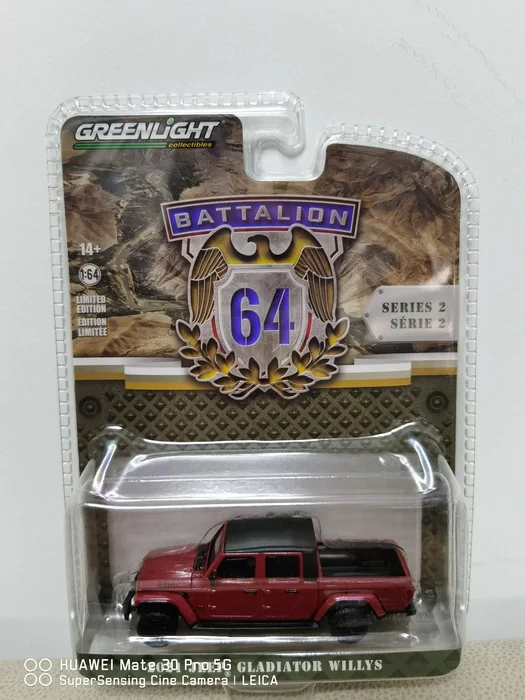 GREENLIGHT
collectibles
BATTALION
64
14+
1:64
LIMITED
EDITION
ÉDITION
LIMITÉE
SERIES 2
SÉRIE 2
GLADIATOR WILLYS
HUAWEI Mate 30 Pro 5G
SuperSensing Cine Camera | LEICA